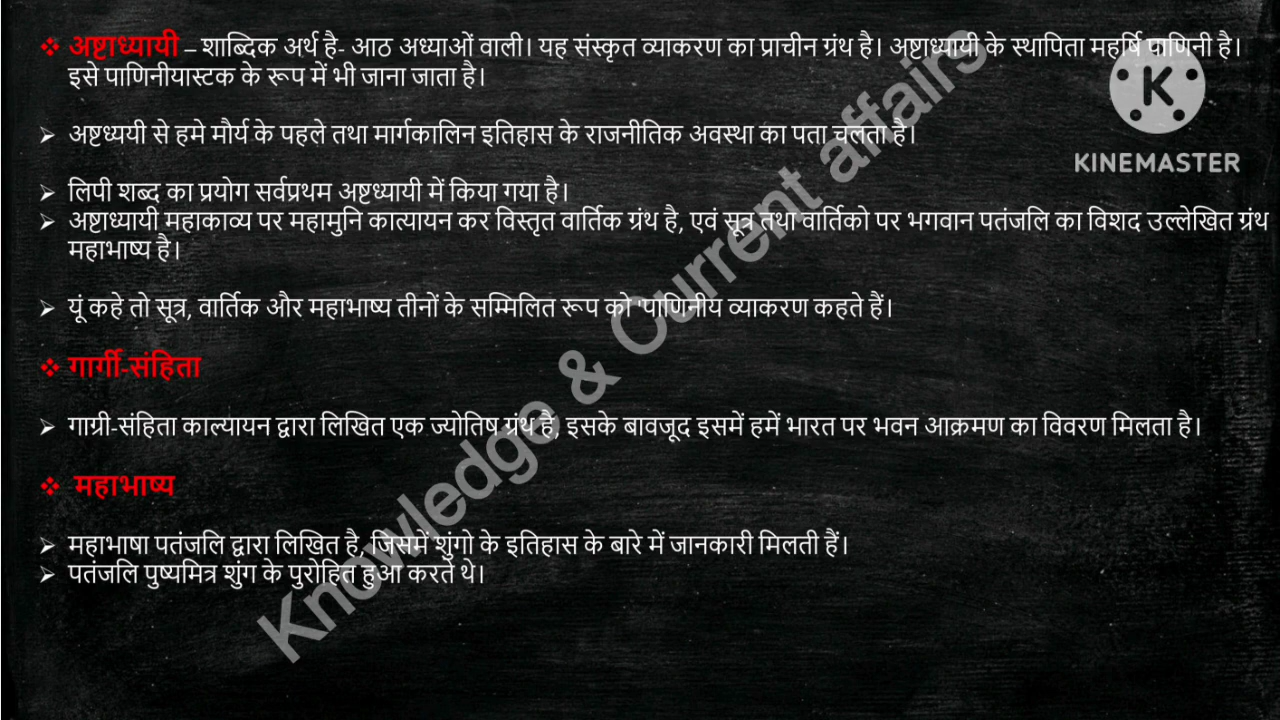 ❖ अष्टाध्यायी – शाब्दिक अर्थ है- आठ अध्याओं वाली। यह संस्कृत व्याकरण का प्राचीन ग्रंथ है। अष्टाध्यायी के स्थापिता महर्षि पाणिनी है।
इसे पाणिनीयास्टक के रूप में भी जाना जाता है।
➢ अष्टध्ययी से हमे मौर्य के पहले तथा मार्गकालिन इतिहास के राजनीतिक अवस्था का पता चलता है।
➢ लिपी शब्द का प्रयोग सर्वप्रथम अष्टध्यायी में किया गया है।
➢ अष्टाध्यायी महाकाव्य पर महामुनि कात्यायन कर विस्तृत वार्तिक ग्रंथ है, एवं सूत्र तथा वार्तिको पर भगवान पतंजलि का विशद उल्लेखित ग्रंथ
महाभाष्य है।
➢ यूं कहे तो सूत्र, वार्तिक और महाभाष्य तीनों के सम्मिलित रूप को 'पाणिनीय व्याकरण कहते हैं।
❖ गार्गी-संहिता
➢ गाग्री-संहिता काल्यायन द्वारा लिखित एक ज्योतिष ग्रंथ है, इसके बावजूद इसमें हमें भारत पर भवन आक्रमण का विवरण मिलता है।
❖ महाभाष्य
➢ महाभाषा पतंजलि द्वारा लिखित है, जिसमें शुंगो के इतिहास के बारे में जानकारी मिलती हैं।
➢ पतंजलि पुष्यमित्र शुंग के पुरोहित हुआ करते थे।
Knowledge & Current affairs
K
KINEMASTER